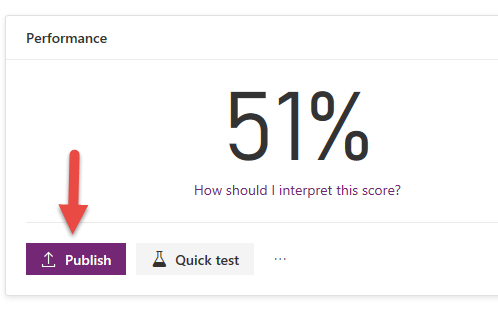 Performance
51%
How should I interpret this score?
Publish Quick test ...